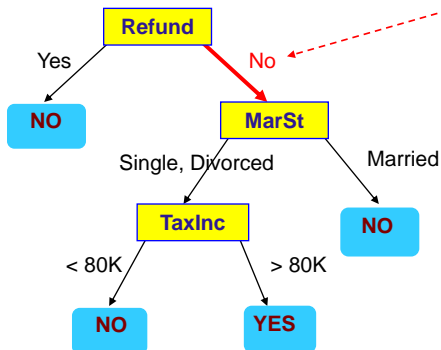 Refund
Yes
No
NO
MarSt
Single, Divorced
Married
TaxInc
NO
< 80K
> 80K
NO
YES